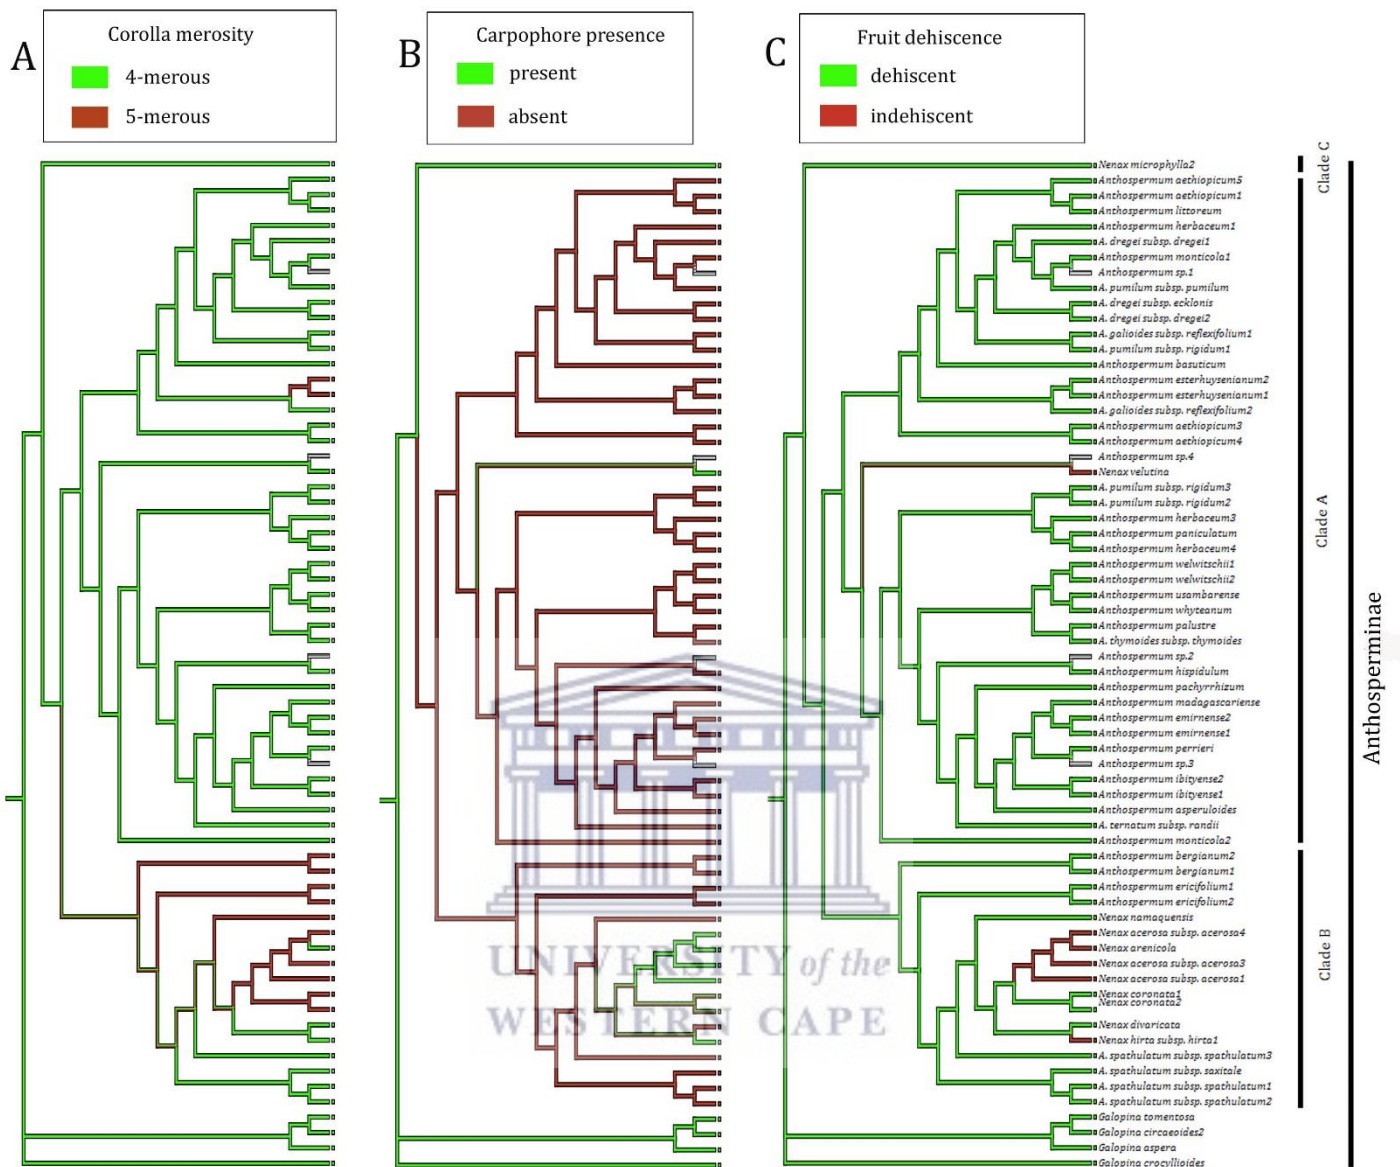 A
Corolla merosity
4-merous
5-merous
B
Carpophore presence
present
absent
C
Fruit dehiscence
dehiscent
indehiscent
Nenax microphylla2
Anthospermum aethiopicum5
Anthospermum aethiopicum1
Anthospermum littoreum
Anthospermum herbaceum1
A. dregei subsp. dregei1
Anthospermum monticola1
Anthospermum sp.1
A. pumilum subsp. pumilum
A. dregei subsp. ecklonis
A. dregei subsp. dregei2
A. galioides subsp. reflexifolium1
A. pumilum subsp. rigidum1
Anthospermum basuticum
Anthospermum esterhuysenianum2
Anthospermum esterhuysenianum1
A. galioides subsp. reflexifolium2
Anthospermum aethiopicum3
Anthospermum aethiopicum4
Anthospermum sp.4
Nenax velutina
A. pumilum subsp. rigidum3
A. pumilum subsp. rigidum2
Anthospermum herbaceum3
Anthospermum paniculatum
Anthospermum herbaceum4
Anthospermum welwitschii1
Anthospermum welwitschii2
Anthospermum usambarense
Anthospermum whyteanum
Anthospermum palustre
A. thymoides subsp. thymoides
Anthospermum sp.2
Anthospermum hispidulum
Anthospermum pachyrrhizum
Anthospermum madagascariense
Anthospermum emirnense2
Anthospermum emirnense1
Anthospermum perrieri
Anthospermum sp.3
Anthospermum ibityense2
Anthospermum ibityense1
Anthospermum asperuloides
A. ternatum subsp. randii
Anthospermum monticola2
Anthospermum bergianum2
Anthospermum bergianum1
Anthospermum ericifolium1
Anthospermum ericifolium2
Nenax namaquensis
Nenax acerosa subsp. acerosa4
Nenax arenicola
Nenax acerosa subsp. acerosa3
Nenax acerosa subsp. acerosa1
Nenax coronata1
Nenax coronata2
Nenax divaricata
Nenax hirta subsp. hirta1
A. spathulatum subsp. spathulatum3
A. spathulatum subsp. saxitale
A. spathulatum subsp. spathulatum1
A. spathulatum subsp. spathulatum2
Galopina tomentosa
Galopina circaeoides2
Galopina aspera
Galopina crocyllioides
Clade C
Clade A
Clade B
Anthosperminae
UNIVERSITY of the
WESTERN CAPE